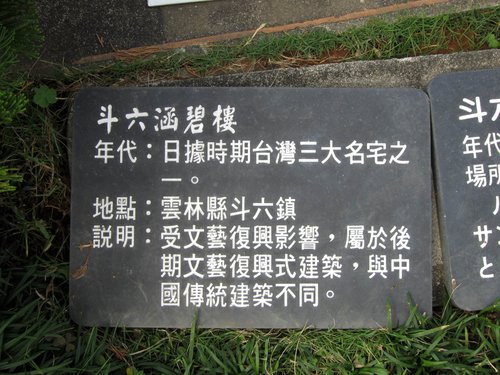 斗六涵碧樓
年代：日據時期台灣三大名宅之
一。
地點：雲林縣斗六鎮
説明：受文藝復興影響，屬於後
期文藝復興式建築，與中
國傳統建築不同。
斗
年代
場所
サン
と